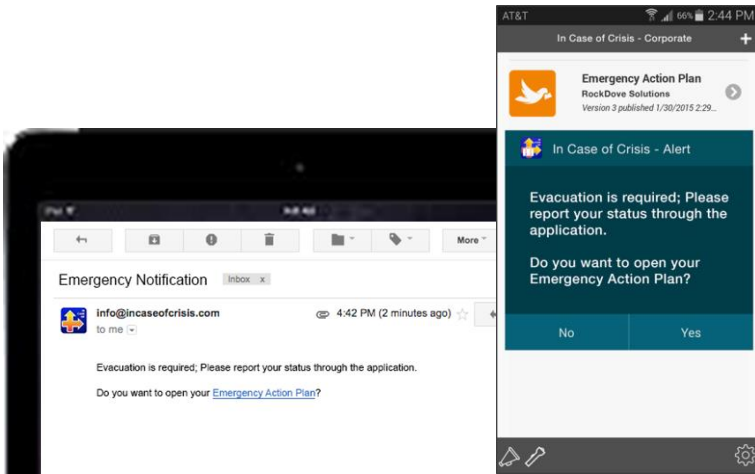 More
Emergency Notification Inbox x
info@incaseofcrisis.com 4:42 PM (2 minutes ago)
to me
Evacuation is required; Please report your status through the application.
Do you want to open your Emergency Action Plan?
AT&T 66% 2:44 PM
In Case of Crisis - Corporate +
Emergency Action Plan
RockDove Solutions
Version 3 published 1/30/2015 2:29...
In Case of Crisis - Alert
Evacuation is required; Please
report your status through the
application.
Do you want to open your
Emergency Action Plan?
No Yes